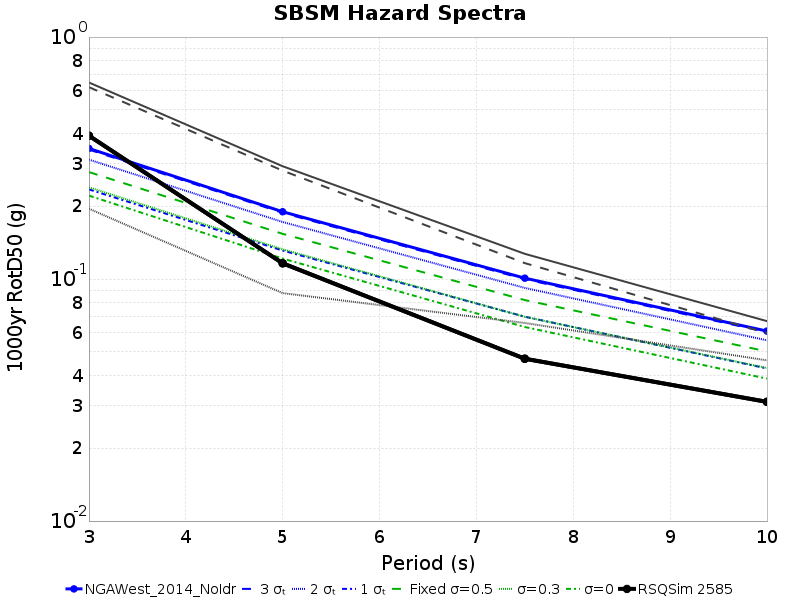 SBSM Hazard Spectra
10^0
8
6
4
3
2
10^-1
8
6
4
3
2
10^-2
1000yr RotD50 (g)
3 4 5 6 7 8 9 10
Period (s)
NGAWest_2014_NoIdr 3 σₜ 2 σₜ 1 σₜ Fixed σ=0.5 σ=0.3 σ=0 RSQSim 2585